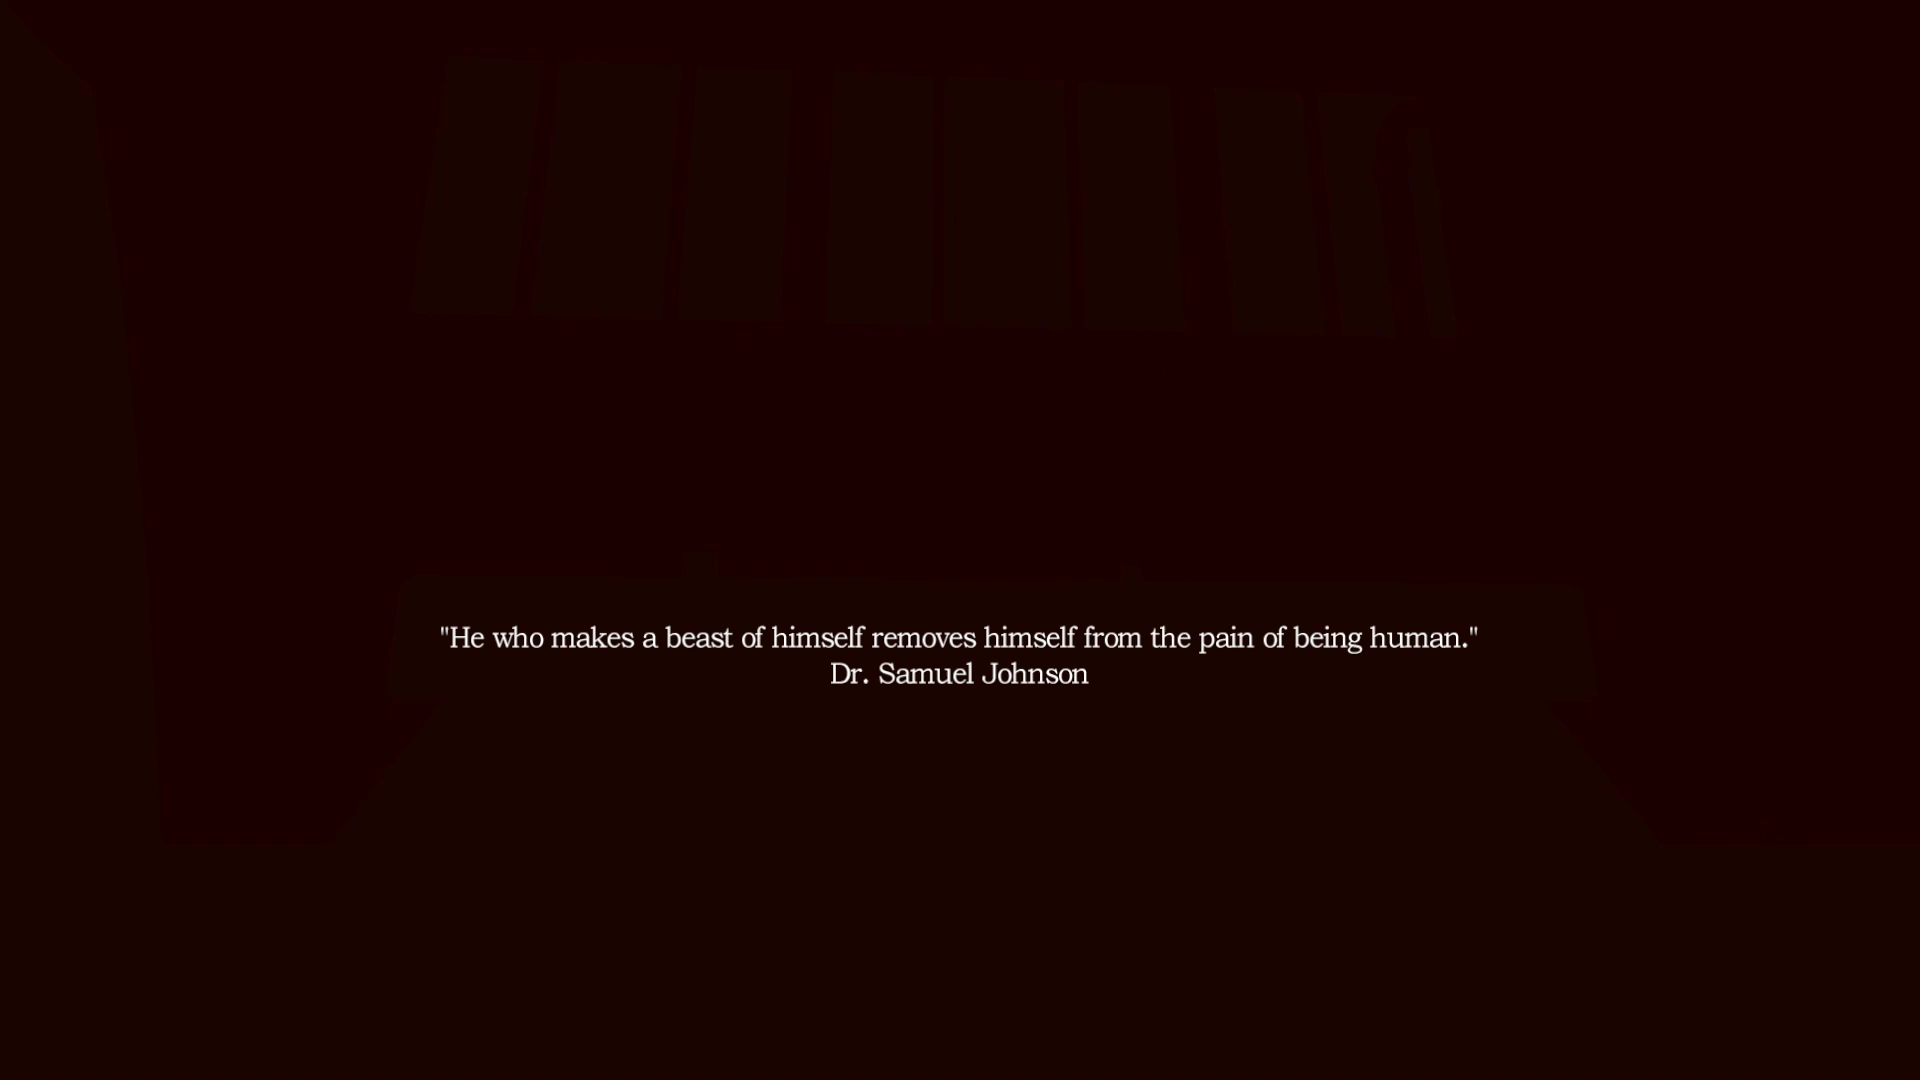 "He who makes a beast of himself removes himself from the pain of being human."
Dr. Samuel Johnson